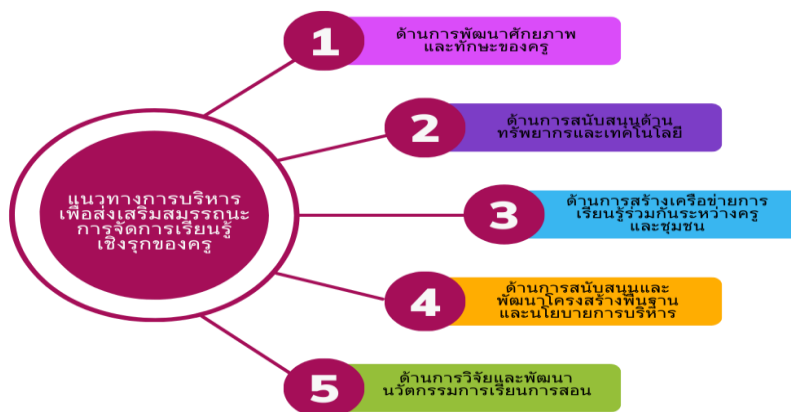 1
ด้านการพัฒนาศักยภาพ
และทักษะของครู
2
ด้านการสนับสนุนด้าน
ทรัพยากรและเทคโนโลยี
แนวทางการบริหาร
เพื่อส่งเสริมสมรรถนะ
การจัดการเรียนรู้
เชิงรุกของครู
3
ด้านการสร้างเครือข่ายการ
เรียนรู้ร่วมกันระหว่างครู
และชุมชน
4
ด้านการสนับสนุนและ
พัฒนาโครงสร้างพื้นฐาน
และนโยบายการบริหาร
5
ด้านการวิจัยและพัฒนา
นวัตกรรมการเรียนการสอน